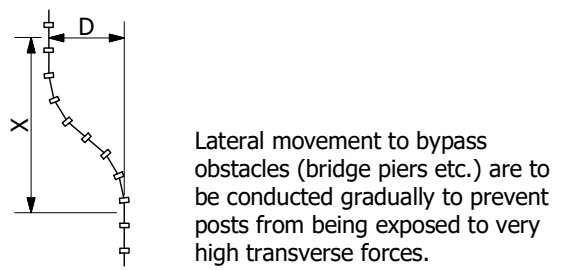 D
X
Lateral movement to bypass
obstacles (bridge piers etc.) are to
be conducted gradually to prevent
posts from being exposed to very
high transverse forces.